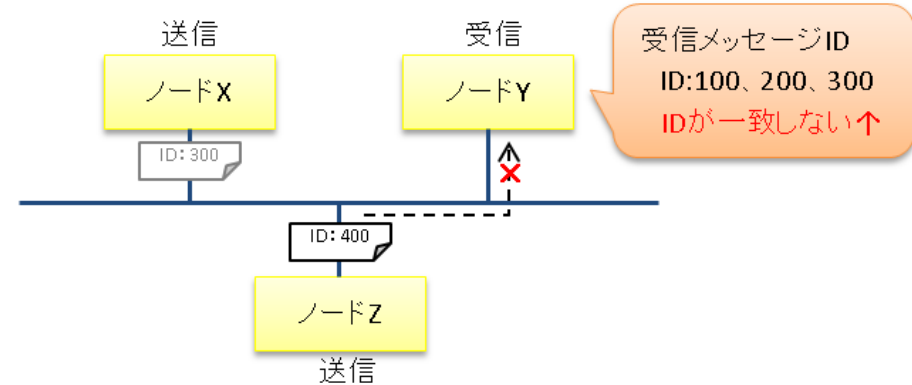 送信
受信
受信メッセージID
ID:100、200、300
IDが一致しない↑
ノードX
ノードY
ID:300
ID:400
ノードZ
送信